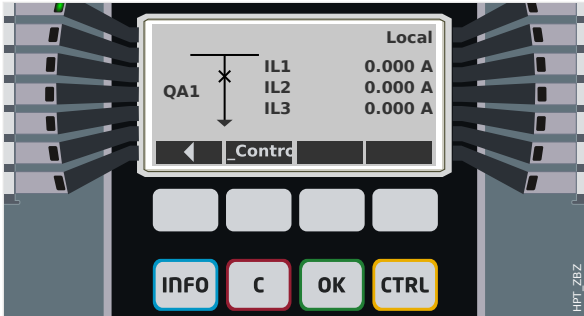 Local
IL1 0.000 A
QA1 IL2 0.000 A
IL3 0.000 A
_Contro
INFO C OK CTRL
HPT_ZBZ